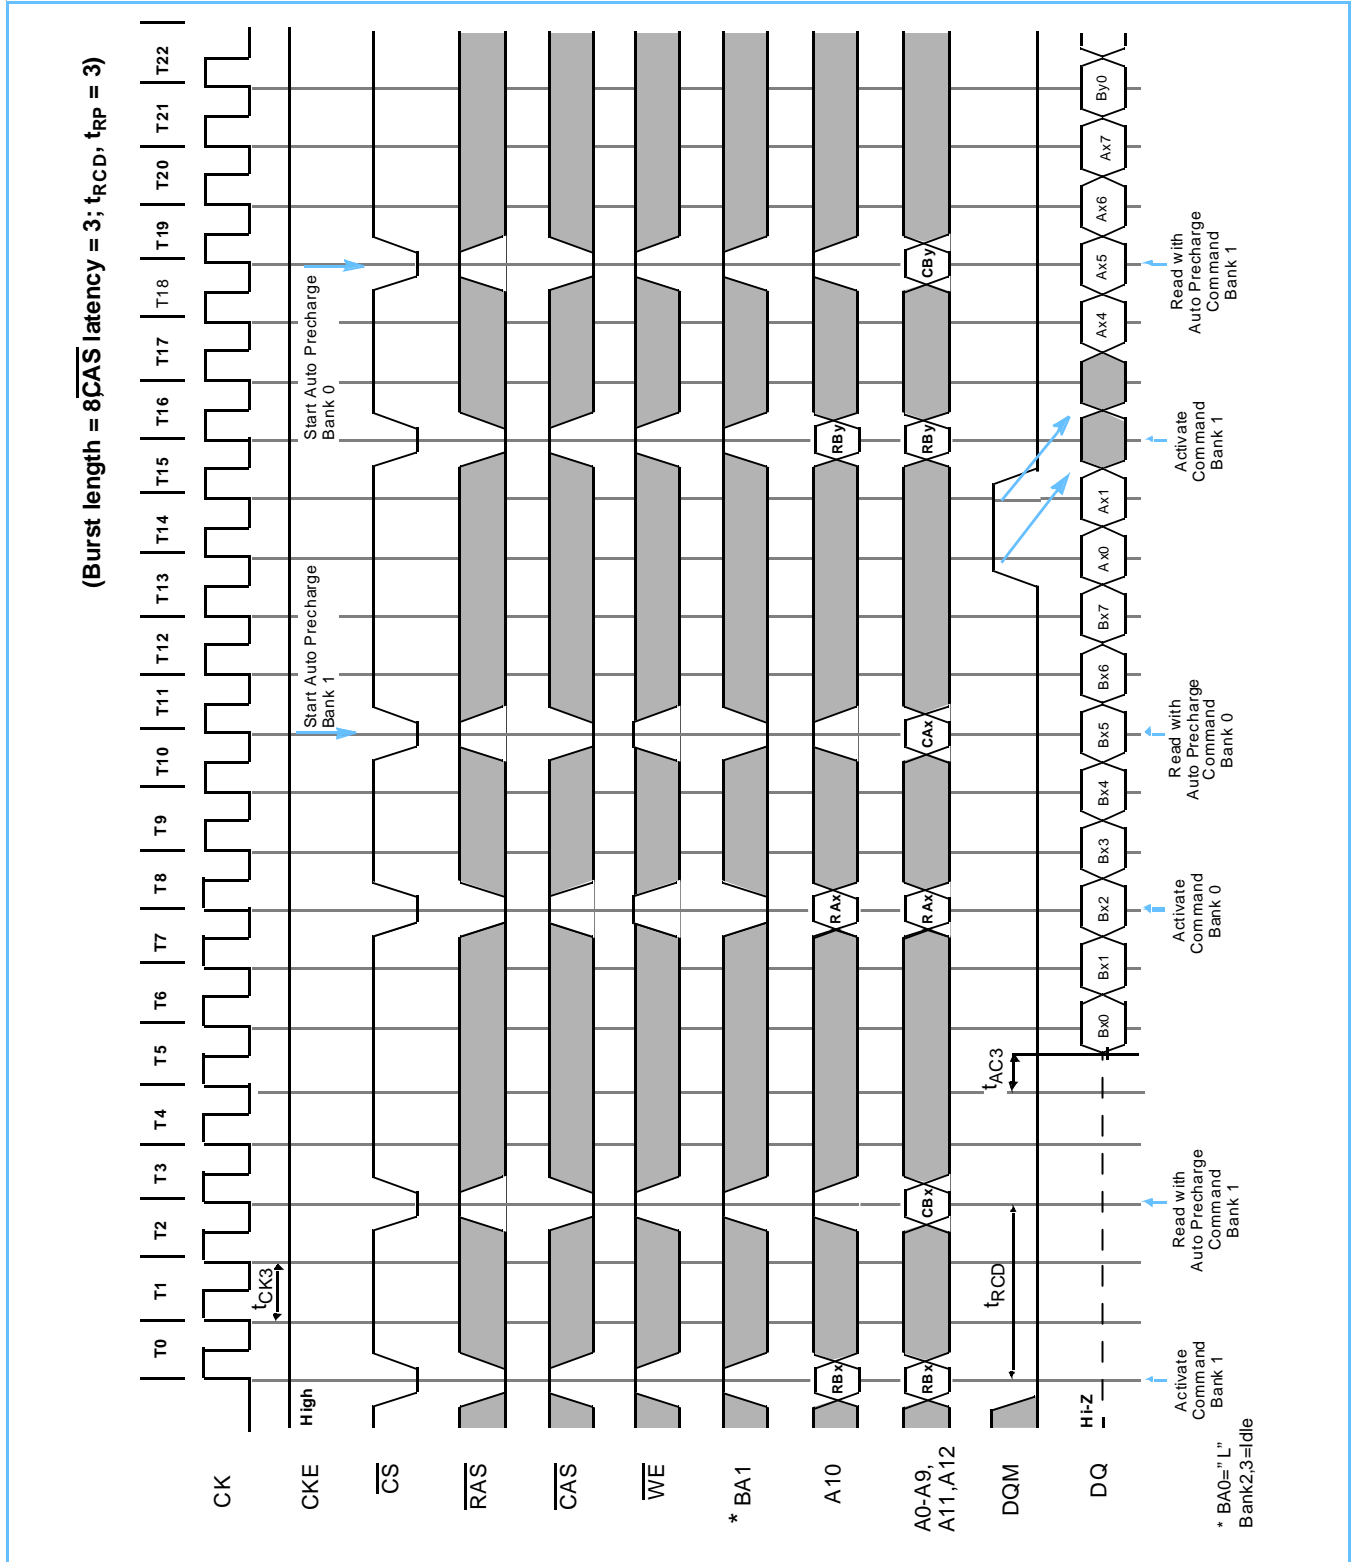 (Burst length = 8,CAS latency = 3; tRCD, tRP = 3)
T0 T1 T2 T3 T4 T5 T6 T7 T8 T9 T10 T11 T12 T13 T14 T15 T16 T17 T18 T19 T20 T21 T22
CK
tCK3
CKE
High
Start Auto Precharge
Bank 1
Start Auto Precharge
Bank 0
CS
RAS
CAS
WE
* BA1
A10
RBx RAx RBy
A0-A9,
A11,A12
RBx CBx RAx CAx RBy CBy
tRCD
tAC3
DQM
DQ
Hi-Z
Bx0 Bx1 Bx2 Bx3 Bx4 Bx5 Bx6 Bx7 Ax0 Ax1 Ax4 Ax5 Ax6 Ax7 By0
Activate
Command
Bank 1
Read with
Auto Precharge
Command
Bank 1
Activate
Command
Bank 0
Read with
Auto Precharge
Command
Bank 0
Activate
Command
Bank 1
Read with
Auto Precharge
Command
Bank 1
* BA0="L"
Bank2,3=Idle